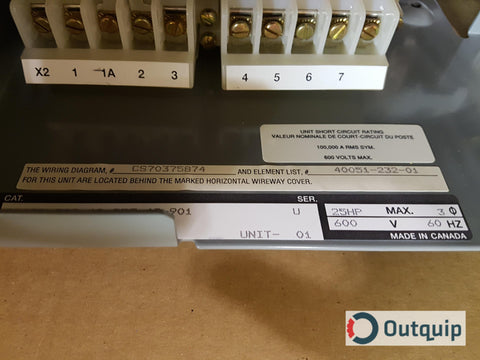 X2 1 1A 2 3 4 5 6 7
UNIT SHORT CIRCUIT RATING
VALEUR NOMINALE DE COURT-CIRCUIT DU POSTE
100,000 A RMS SYM.
600 VOLTS MAX.
THE WIRING DIAGRAM, # CS70375874 AND ELEMENT LIST, # 40051-232-01
FOR THIS UNIT ARE LOCATED BEHIND THE MARKED HORIZONTAL WIREWAY COVER.
CAT. SER.
901 U 25HP MAX. 3 Φ
600 V 60 HZ
UNIT- 01 MADE IN CANADA
Outquip